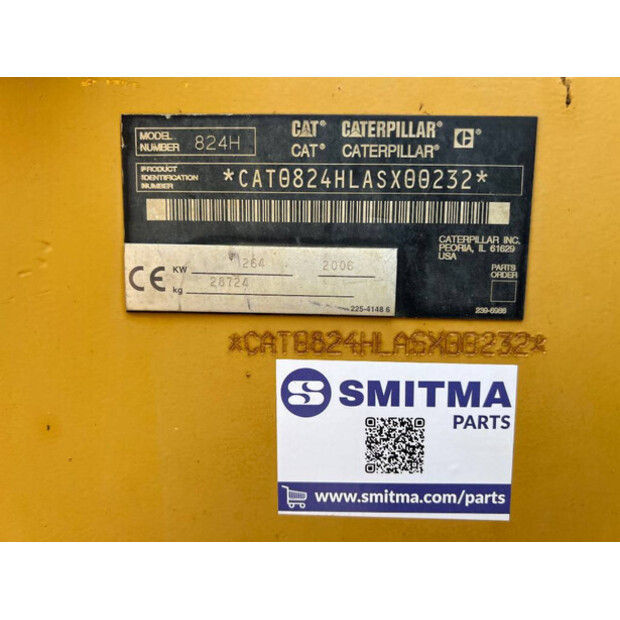 MODEL NUMBER 824H
CAT® CATERPILLAR® C®
CAT® CATERPILLAR®
PRODUCT IDENTIFICATION NUMBER
*CAT0824HLASX00232*
CATERPILLAR INC.
PEORIA, IL 61629
USA
PARTS ORDER
239-6986
CE
KW 264 2006
kg 28724
225-4148 6
*CAT0824HLASX00232*
S SMITMA
PARTS
www.smitma.com/parts